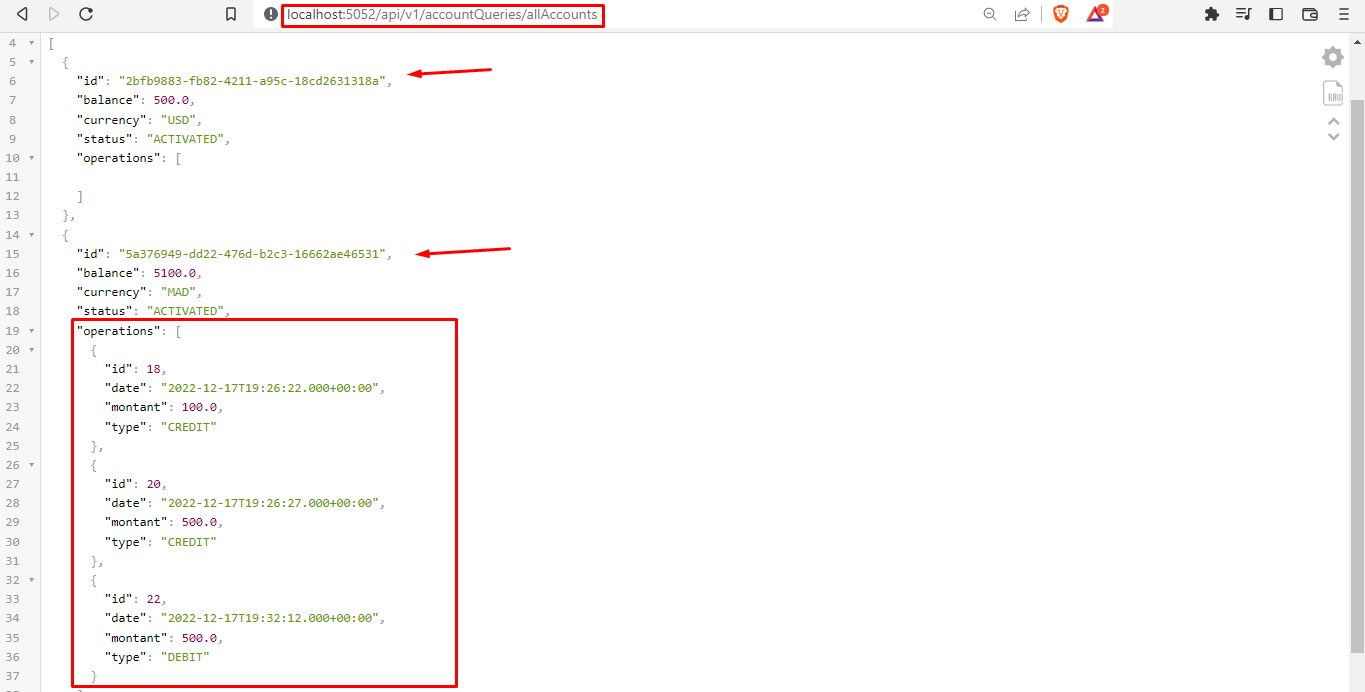 localhost:5052/api/v1/accountQueries/allAccounts
2
RAW
4 [
5 {
6 "id": "2bfb9883-fb82-4211-a95c-18cd2631318a",
7 "balance": 500.0,
8 "currency": "USD",
9 "status": "ACTIVATED",
10 "operations": [
11
12 ]
13 },
14 {
15 "id": "5a376949-dd22-476d-b2c3-16662ae46531",
16 "balance": 5100.0,
17 "currency": "MAD",
18 "status": "ACTIVATED",
19 "operations": [
20 {
21 "id": 18,
22 "date": "2022-12-17T19:26:22.000+00:00",
23 "montant": 100.0,
24 "type": "CREDIT"
25 },
26 {
27 "id": 20,
28 "date": "2022-12-17T19:26:27.000+00:00",
29 "montant": 500.0,
30 "type": "CREDIT"
31 },
32 {
33 "id": 22,
34 "date": "2022-12-17T19:32:12.000+00:00",
35 "montant": 500.0,
36 "type": "DEBIT"
37 }